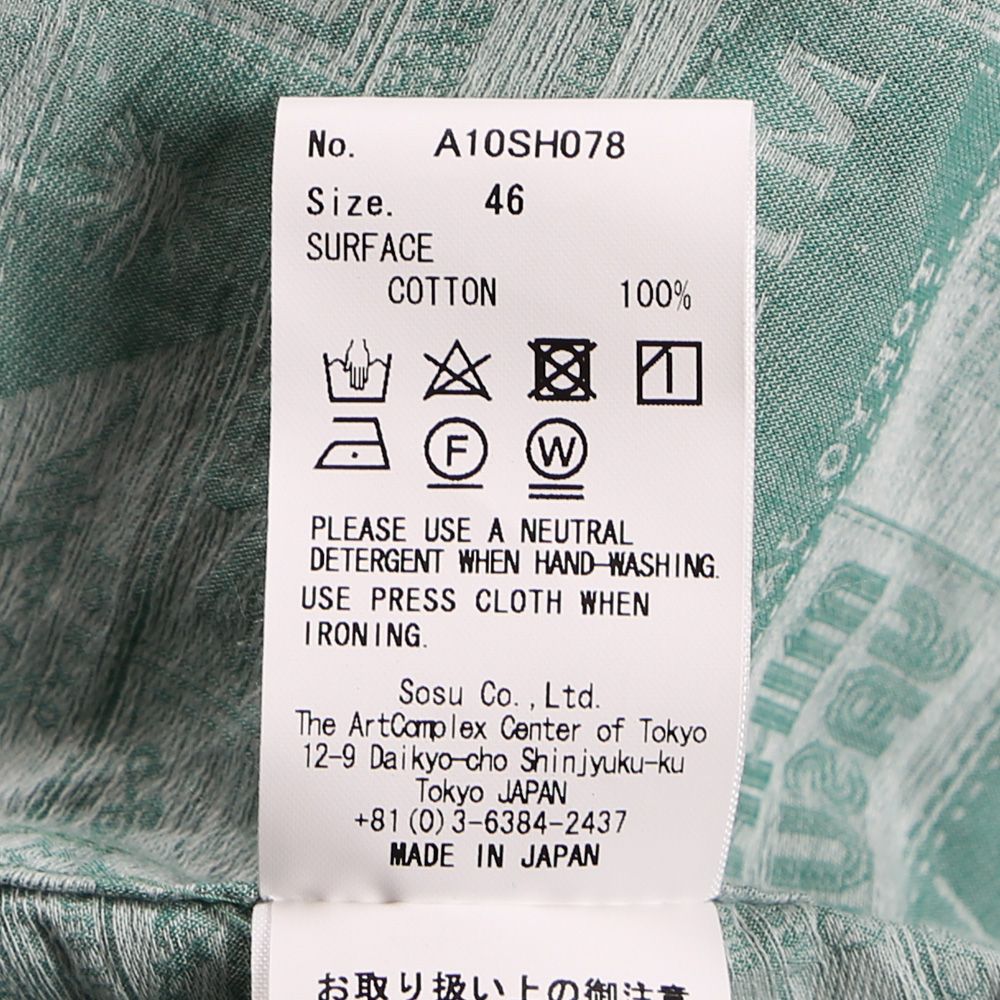 No. A10SH078
Size. 46
SURFACE
COTTON 100%
F W
PLEASE USE A NEUTRAL
DETERGENT WHEN HAND-WASHING.
USE PRESS CLOTH WHEN
IRONING.
Sosu Co.,Ltd.
The ArtComplex Center of Tokyo
12-9 Daikyo-cho Shinjyuku-ku
Tokyo JAPAN
+81(0)3-6384-2437
MADE IN JAPAN
お取り扱い上の御注意